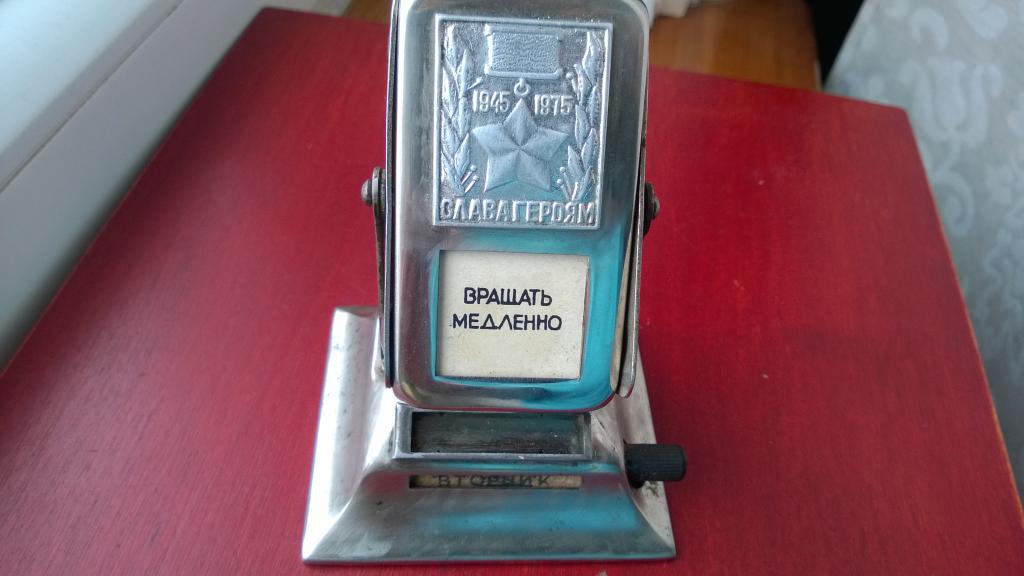 1945 1975
СЛАВА ГЕРОЯМ
ВРАЩАТЬ
МЕДЛЕННО
ВТОРНИК